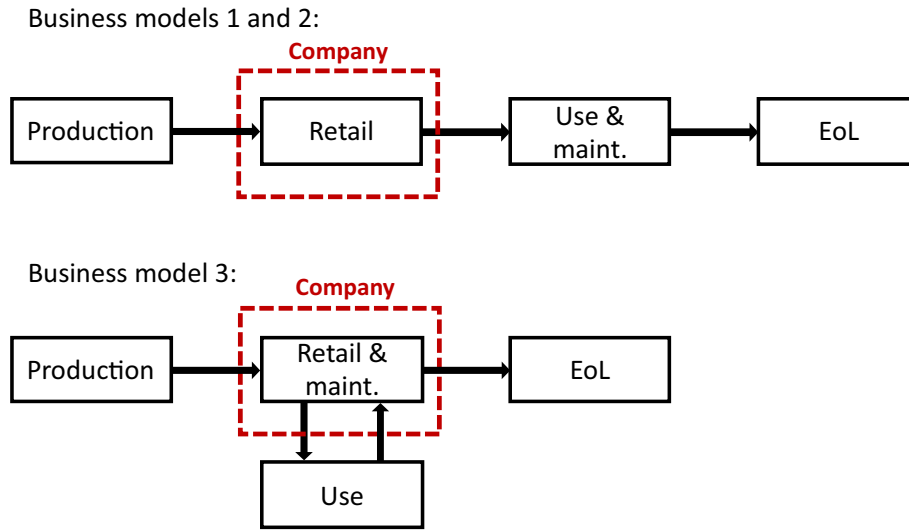 Business models 1 and 2:
Company
Production
Retail
Use &
maint.
EoL
Business model 3:
Company
Production
Retail &
maint.
EoL
Use